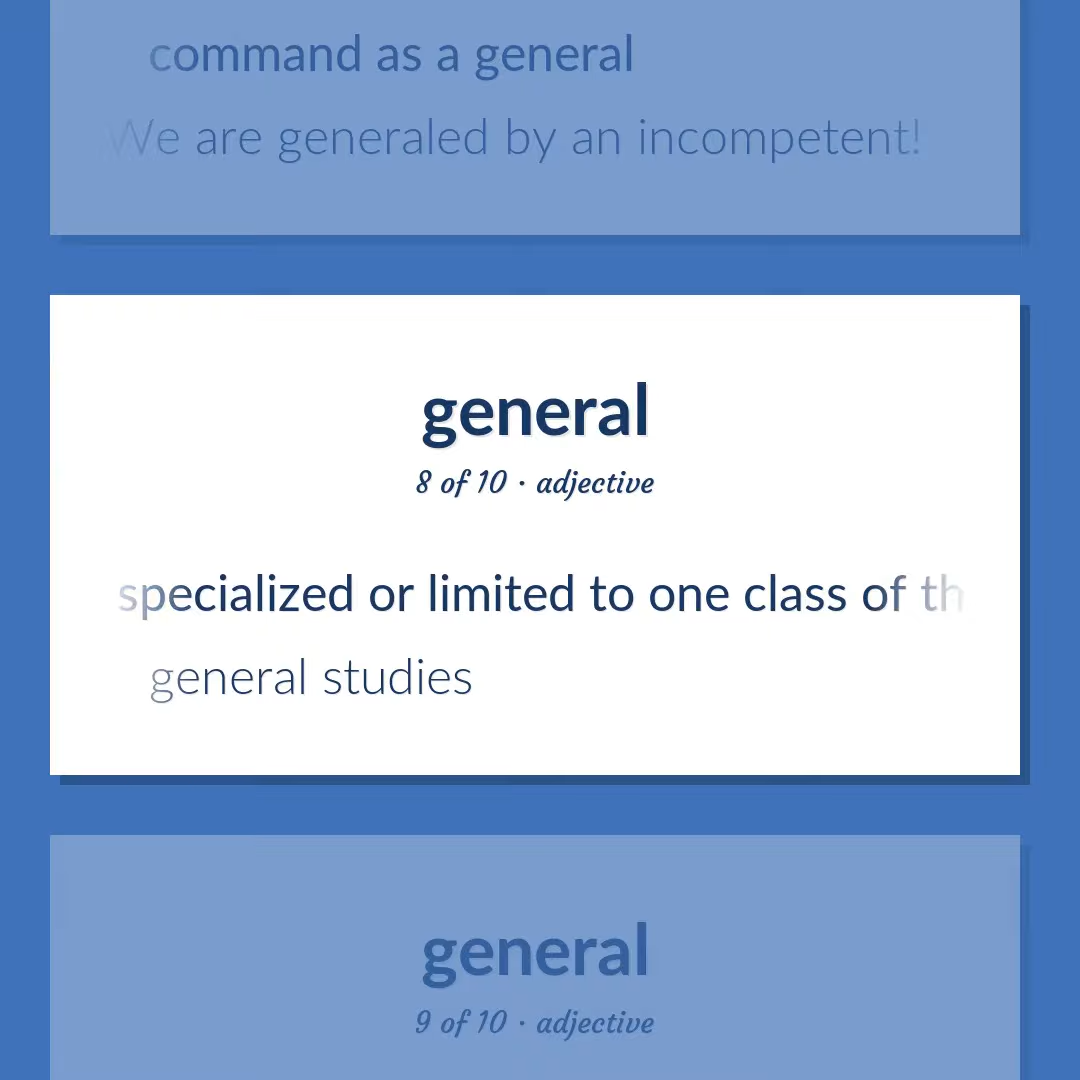 command as a general
We are generaled by an incompetent!
general
8 of 10 · adjective
specialized or limited to one class of th
general studies
general
9 of 10 · adjective